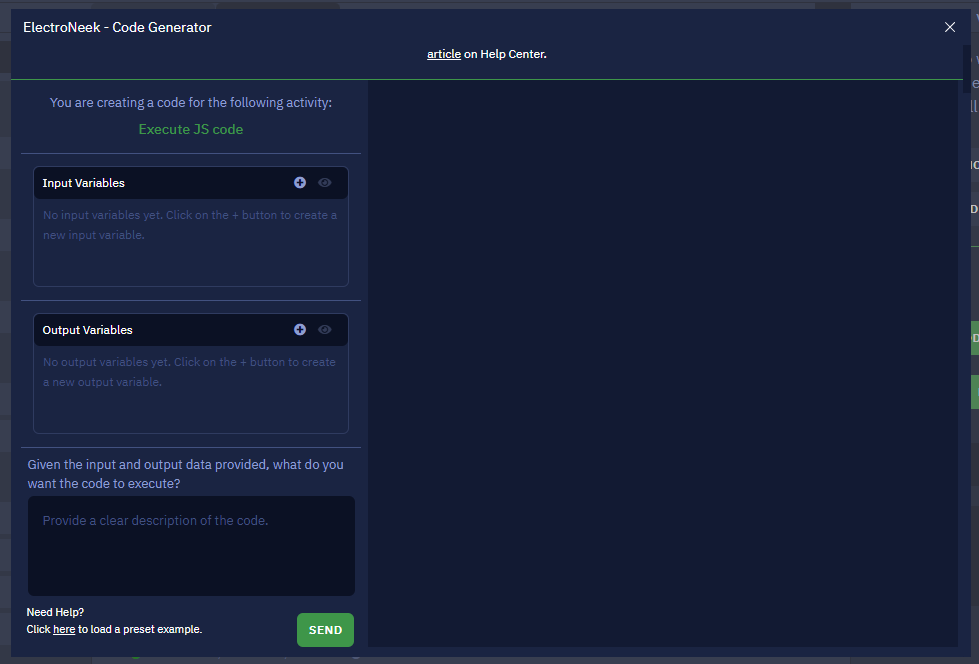 ElectroNeek - Code Generator
article on Help Center.
You are creating a code for the following activity:
Execute JS code
Input Variables
No input variables yet. Click on the + button to create a
new input variable.
Output Variables
No output variables yet. Click on the + button to create
a new output variable.
Given the input and output data provided, what do you
want the code to execute?
Provide a clear description of the code.
Need Help?
Click here to load a preset example.
SEND